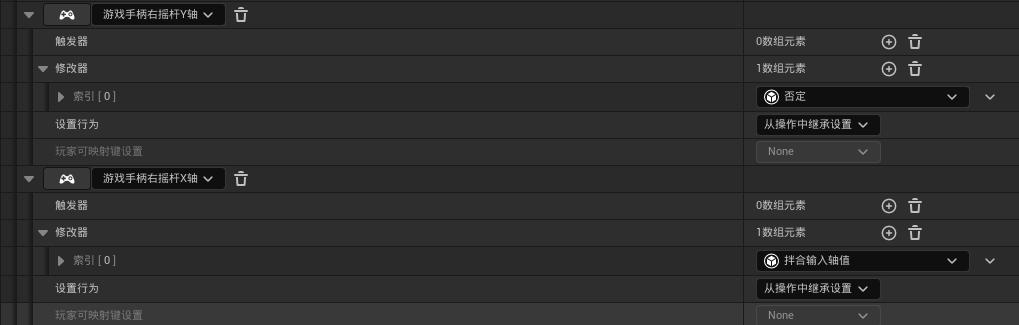 游戏手柄右摇杆Y轴
触发器 0数组元素
修改器 1数组元素
索引 [ 0 ] 否定
设置行为 从操作中继承设置
玩家可映射键设置 None
游戏手柄右摇杆X轴
触发器 0数组元素
修改器 1数组元素
索引 [ 0 ] 拌合输入轴值
设置行为 从操作中继承设置
玩家可映射键设置 None